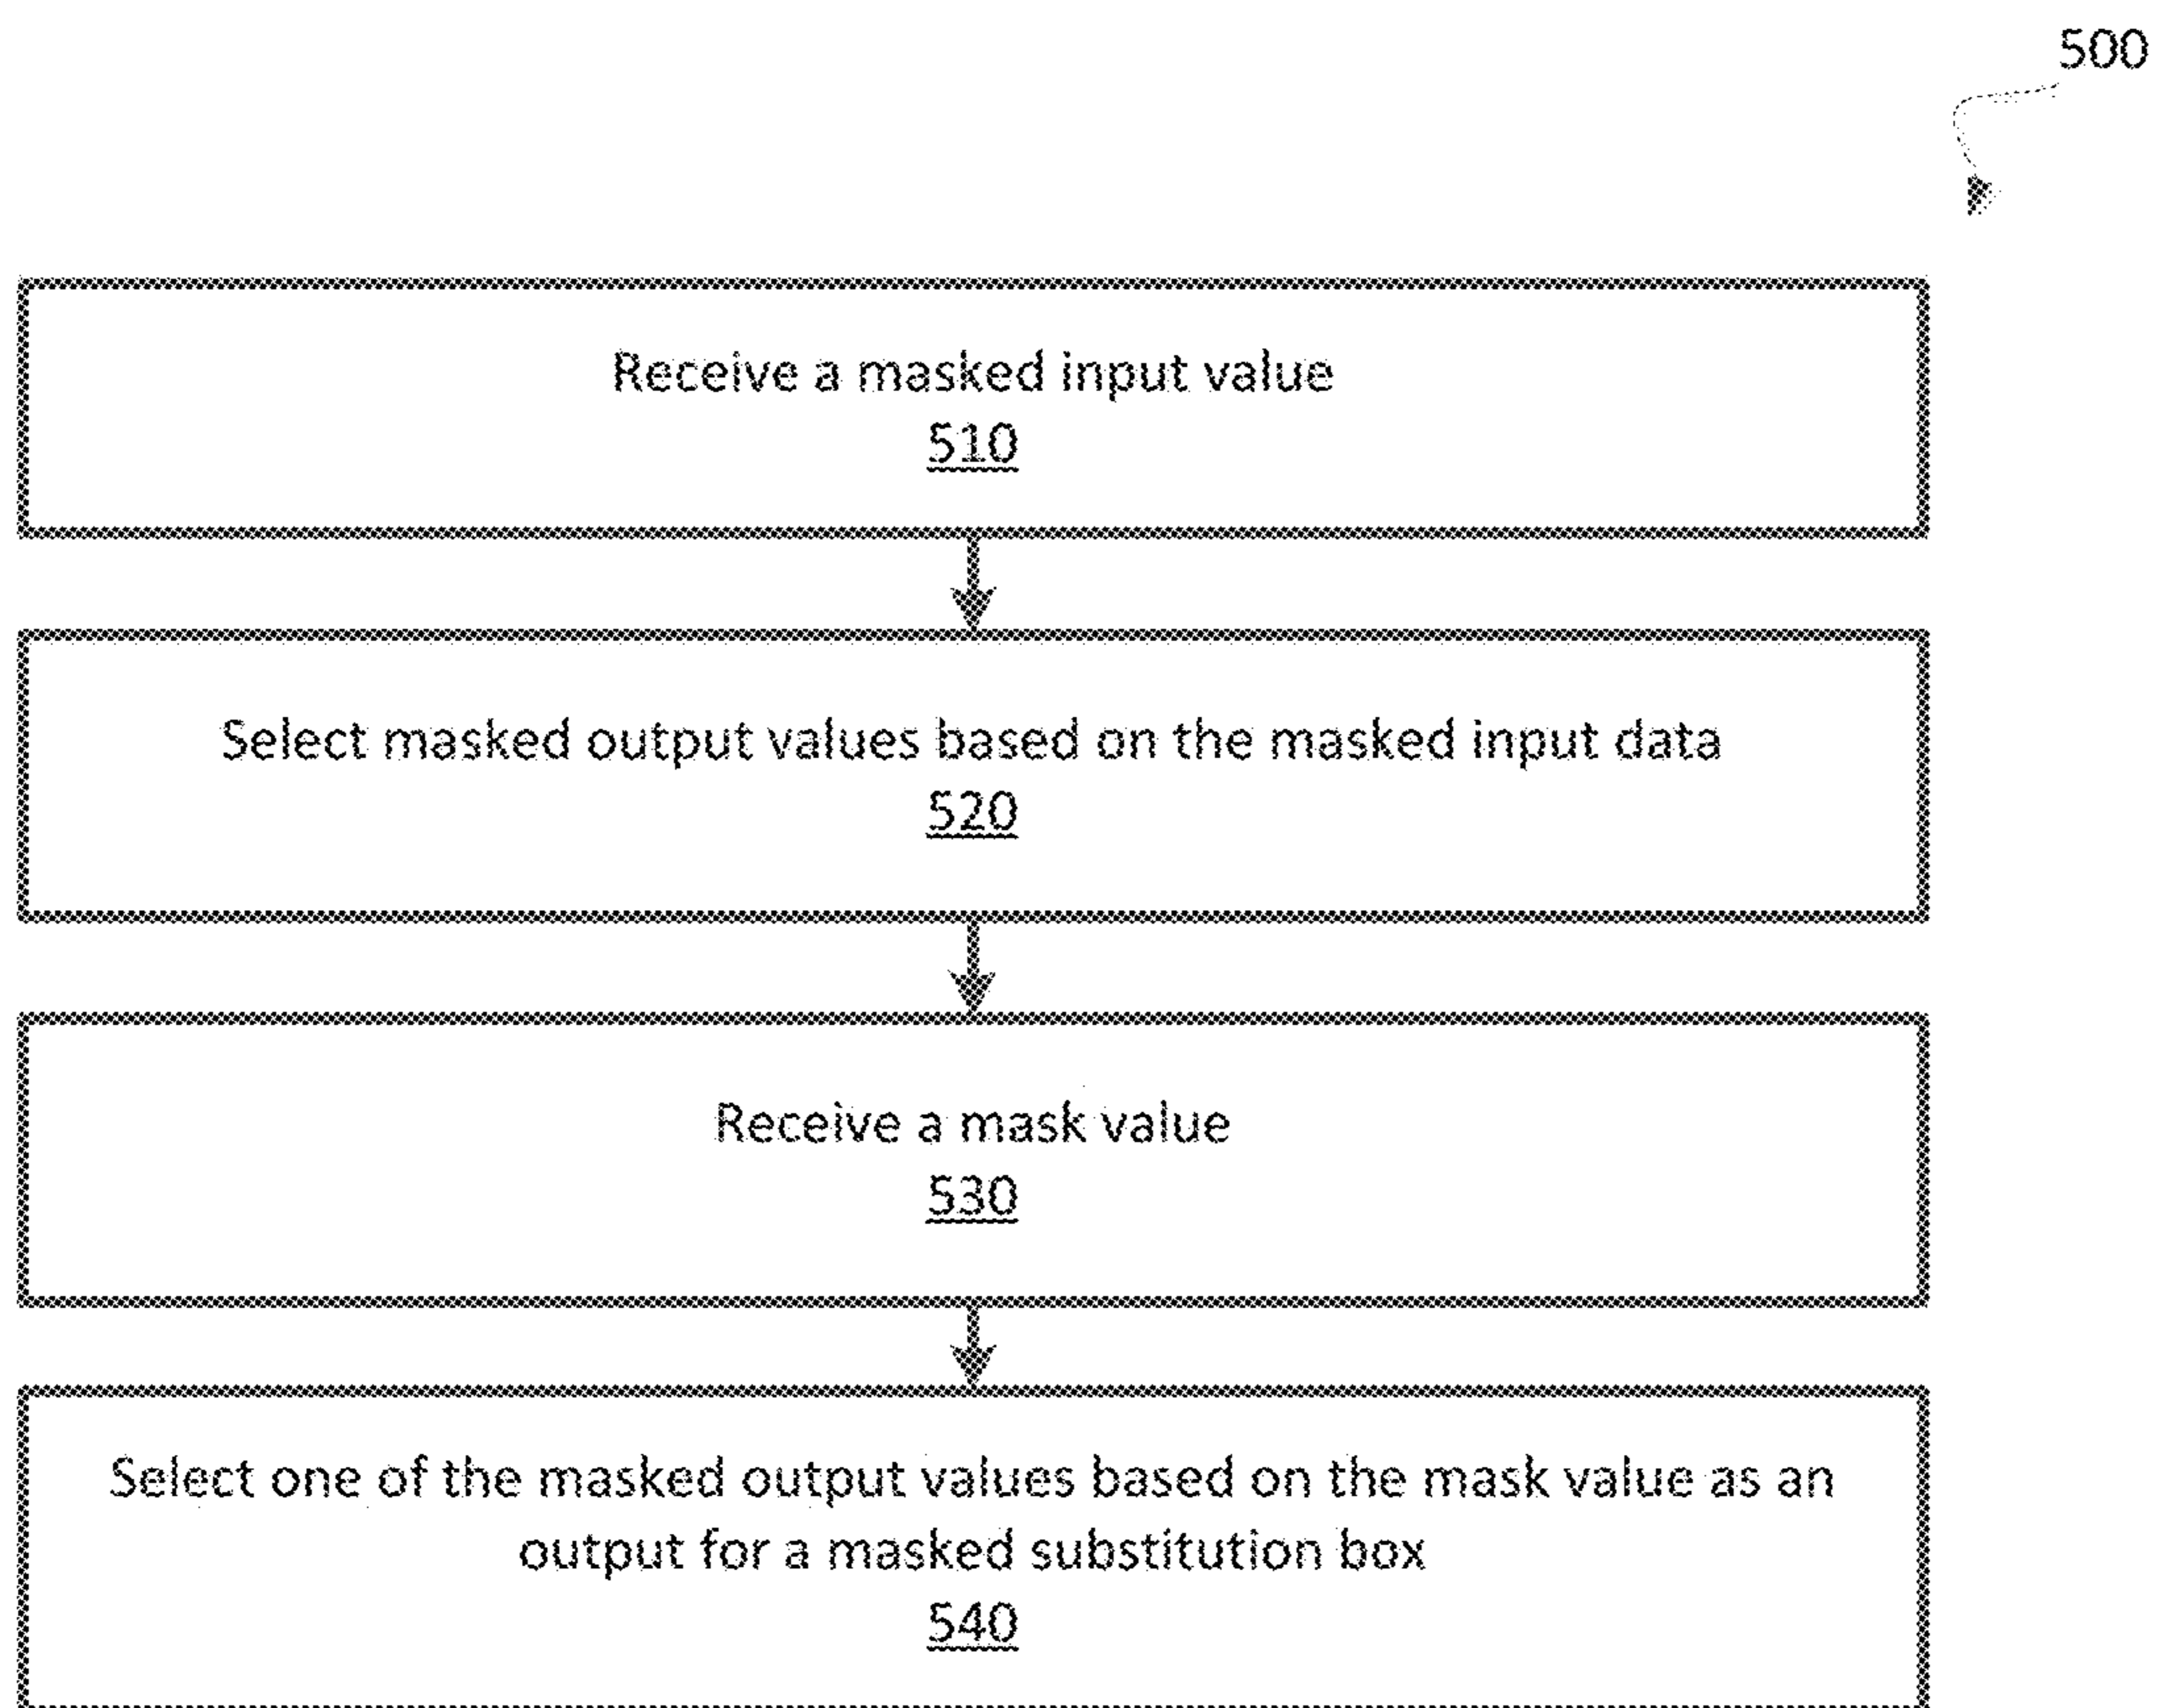 500
Receive a masked input value
510
Select masked output values based on the masked input data
520
Receive a mask value
530
Select one of the masked output values based on the mask value as an
output for a masked substitution box
540